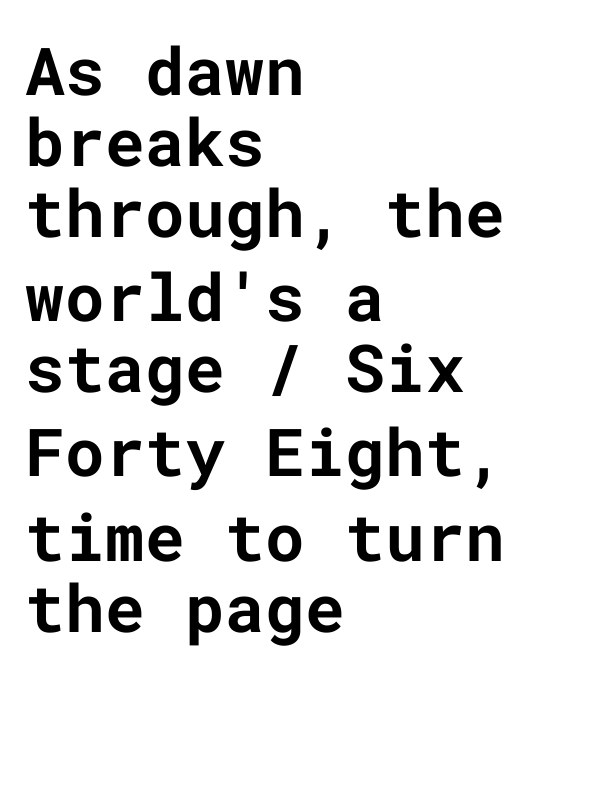 As dawn
breaks
through, the
world's a
stage / Six
Forty Eight,
time to turn
the page